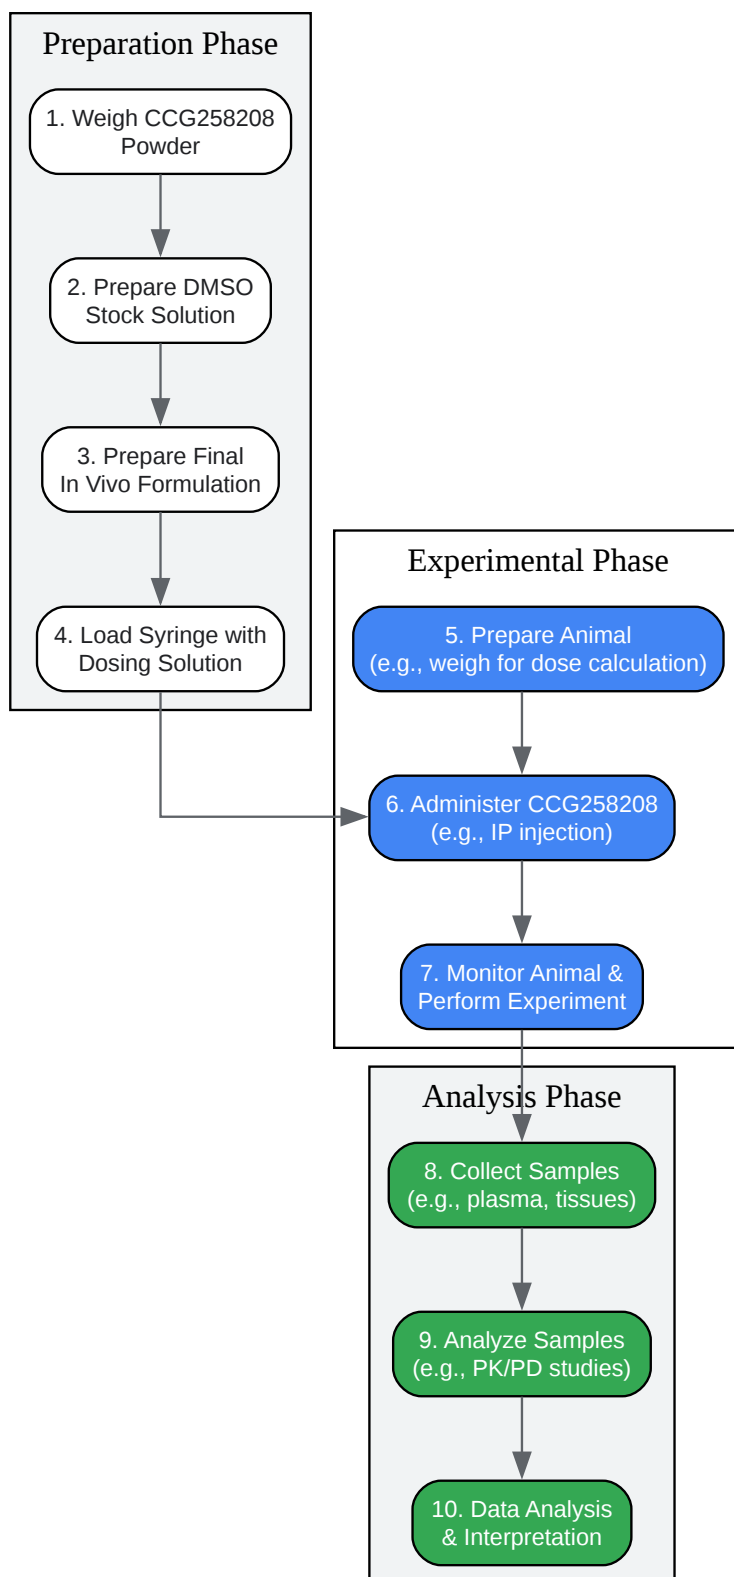 Preparation Phase
1. Weigh CCG258208
Powder
2. Prepare DMSO
Stock Solution
3. Prepare Final
In Vivo Formulation
4. Load Syringe with
Dosing Solution
Experimental Phase
5. Prepare Animal
(e.g., weigh for dose calculation)
6. Administer CCG258208
(e.g., IP injection)
7. Monitor Animal &
Perform Experiment
Analysis Phase
8. Collect Samples
(e.g., plasma, tissues)
9. Analyze Samples
(e.g., PK/PD studies)
10. Data Analysis
& Interpretation